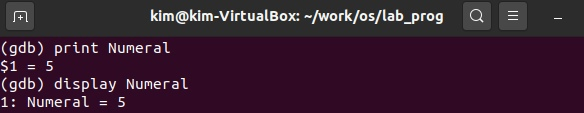 kim@kim-VirtualBox: ~/work/os/lab_prog
(gdb) print Numeral
$1 = 5
(gdb) display Numeral
1: Numeral = 5